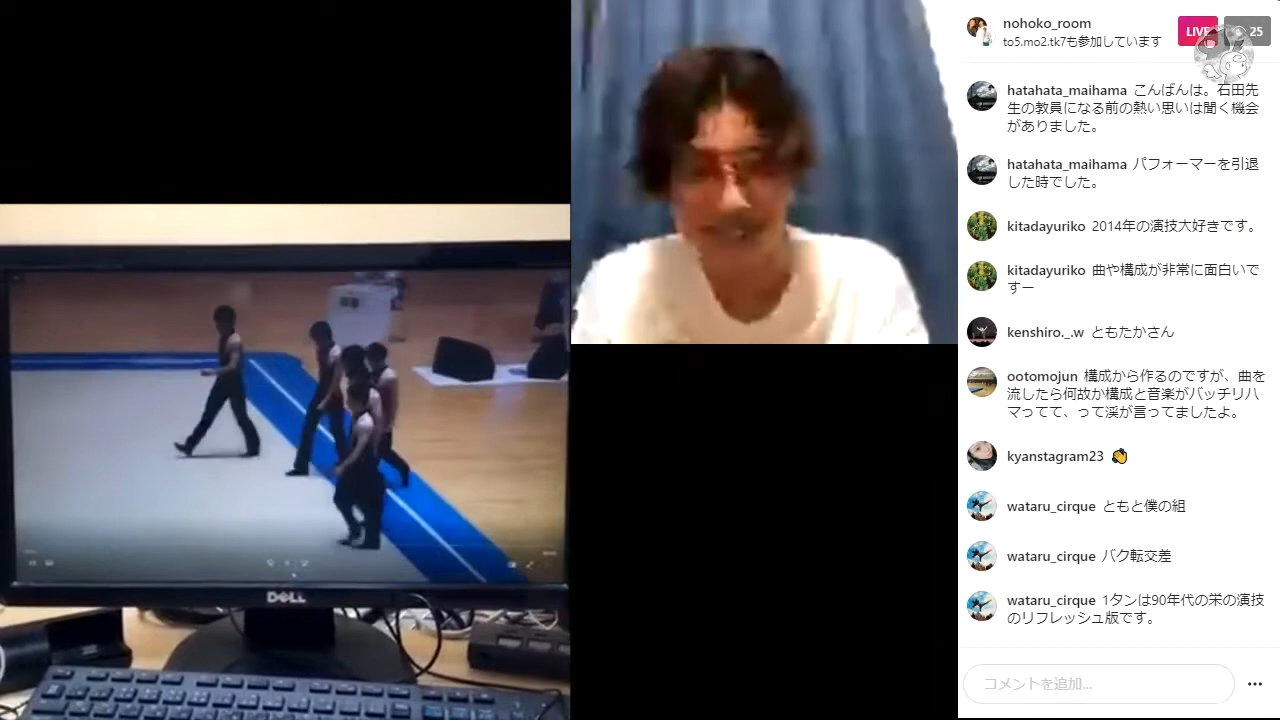 nohoko_room
to5.mo2.tk7も参加しています
LIVE
25
hatahata_maihama こんばんは。石田先
生の教員になる前の熱い思いは聞く機会
がありました。
hatahata_maihama パフォーマーを引退
した時でした。
kitadayuriko 2014年の演技大好きです。
kitadayuriko 曲や構成が非常に面白いで
すー
kenshiro._.w ともたかさん
ootomojun 構成から作るのですが、曲を
流したら何故か構成と音楽がバッチリハ
マってて、って渓が言ってましたよ。
kyanstagram23 👏
wataru_cirque ともと僕の組
wataru_cirque バク転交差
wataru_cirque 1タンは90年代の栄の演技
のリフレッシュ版です。
コメントを追加...
DELL